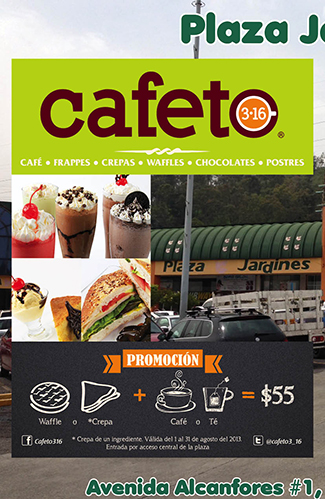 Plaza Ja
cafeto
3·16
®
CAFÉ • FRAPPES • CREPAS • WAFFLES • CHOCOLATES • POSTRES
Plaza Jardines
PROMOCIÓN
+ = $55
Waffle o *Crepa Café o Té
Cafeto316
* Crepa de un ingrediente. Válida del 1 al 31 de agosto del 2013.
Entrada por acceso central de la plaza
@cafeto3_16
Avenida Alcanfores #1,